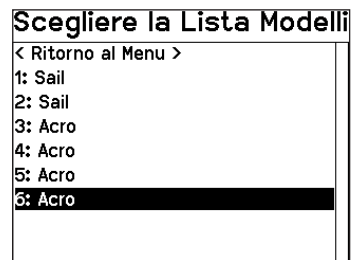 Scegliere la Lista Modelli
< Ritorno al Menu >
1: Sail
2: Sail
3: Acro
4: Acro
5: Acro
6: Acro